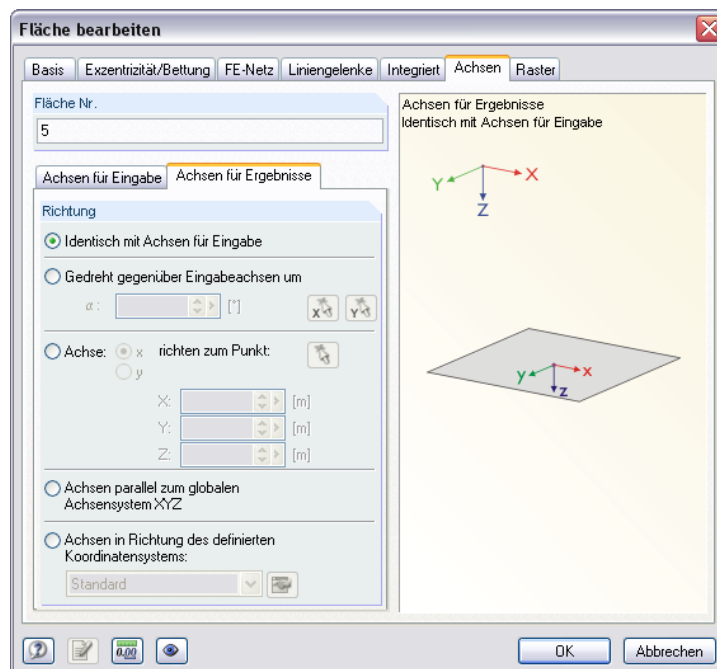 Fläche bearbeiten
Basis Exzentrizität/Bettung FE-Netz Liniengelenke Integriert Achsen Raster
Fläche Nr.
5
Achsen für Eingabe Achsen für Ergebnisse
Richtung
Identisch mit Achsen für Eingabe
Gedreht gegenüber Eingabeachsen um
α: [°]
X Y
Achse: x richten zum Punkt:
y
X: [m]
Y: [m]
Z: [m]
Achsen parallel zum globalen
Achsensystem XYZ
Achsen in Richtung des definierten
Koordinatensystems:
Standard
Achsen für Ergebnisse
Identisch mit Achsen für Eingabe
Y X
Z
y x
z
0.00
OK Abbrechen